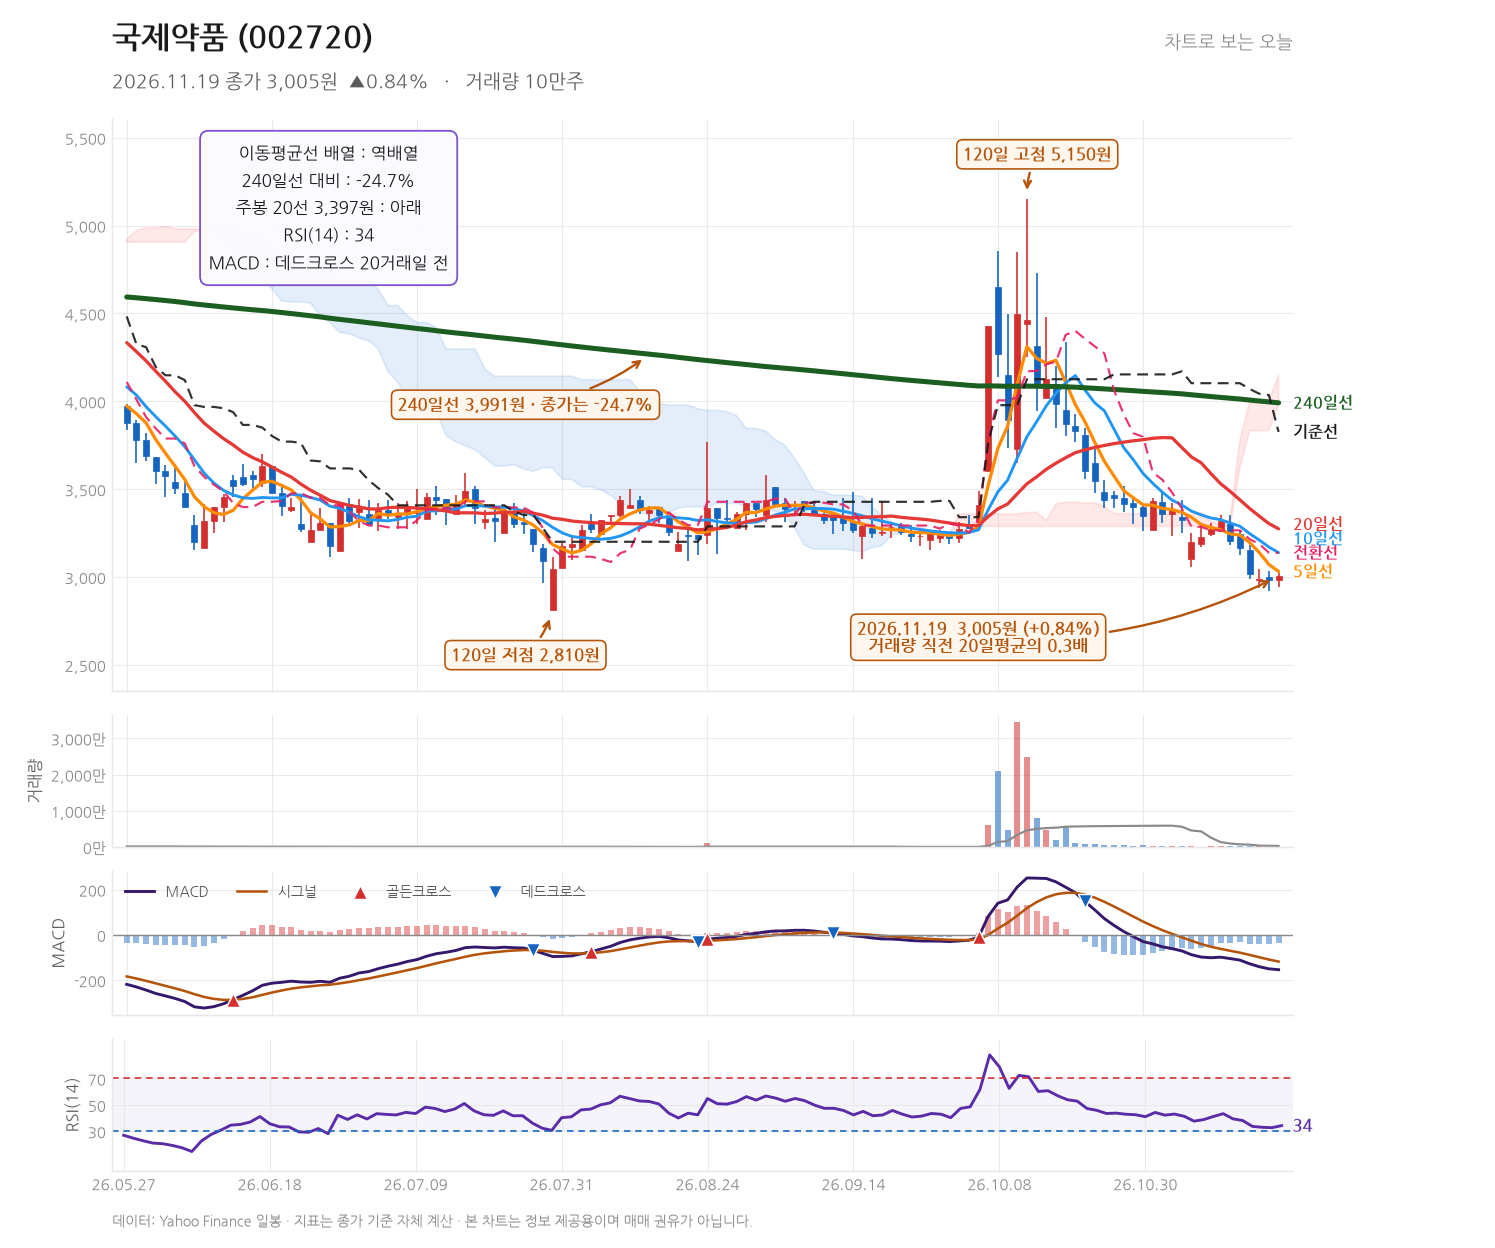 국제약품 (002720)
차트로 보는 오늘
2026.11.19 종가 3,005원 ▲0.84% · 거래량 10만주
5,500
5,000
4,500
4,000
3,500
3,000
2,500
이동평균선 배열 : 역배열
240일선 대비 : -24.7%
주봉 20선 3,397원 : 아래
RSI(14) : 34
MACD : 데드크로스 20거래일 전
120일 고점 5,150원
240일선 3,991원 · 종가는 -24.7%
120일 저점 2,810원
2026.11.19 3,005원 (+0.84%)
거래량 직전 20일평균의 0.3배
240일선
기준선
20일선
10일선
전환선
5일선
거래량
3,000만
2,000만
1,000만
0만
MACD
200
0
-200
MACD
시그널
골든크로스
데드크로스
RSI(14)
70
50
30
34
26.05.27
26.06.18
26.07.09
26.07.31
26.08.24
26.09.14
26.10.08
26.10.30
데이터: Yahoo Finance 일봉 · 지표는 종가 기준 자체 계산 · 본 차트는 정보 제공용이며 매매 권유가 아닙니다.